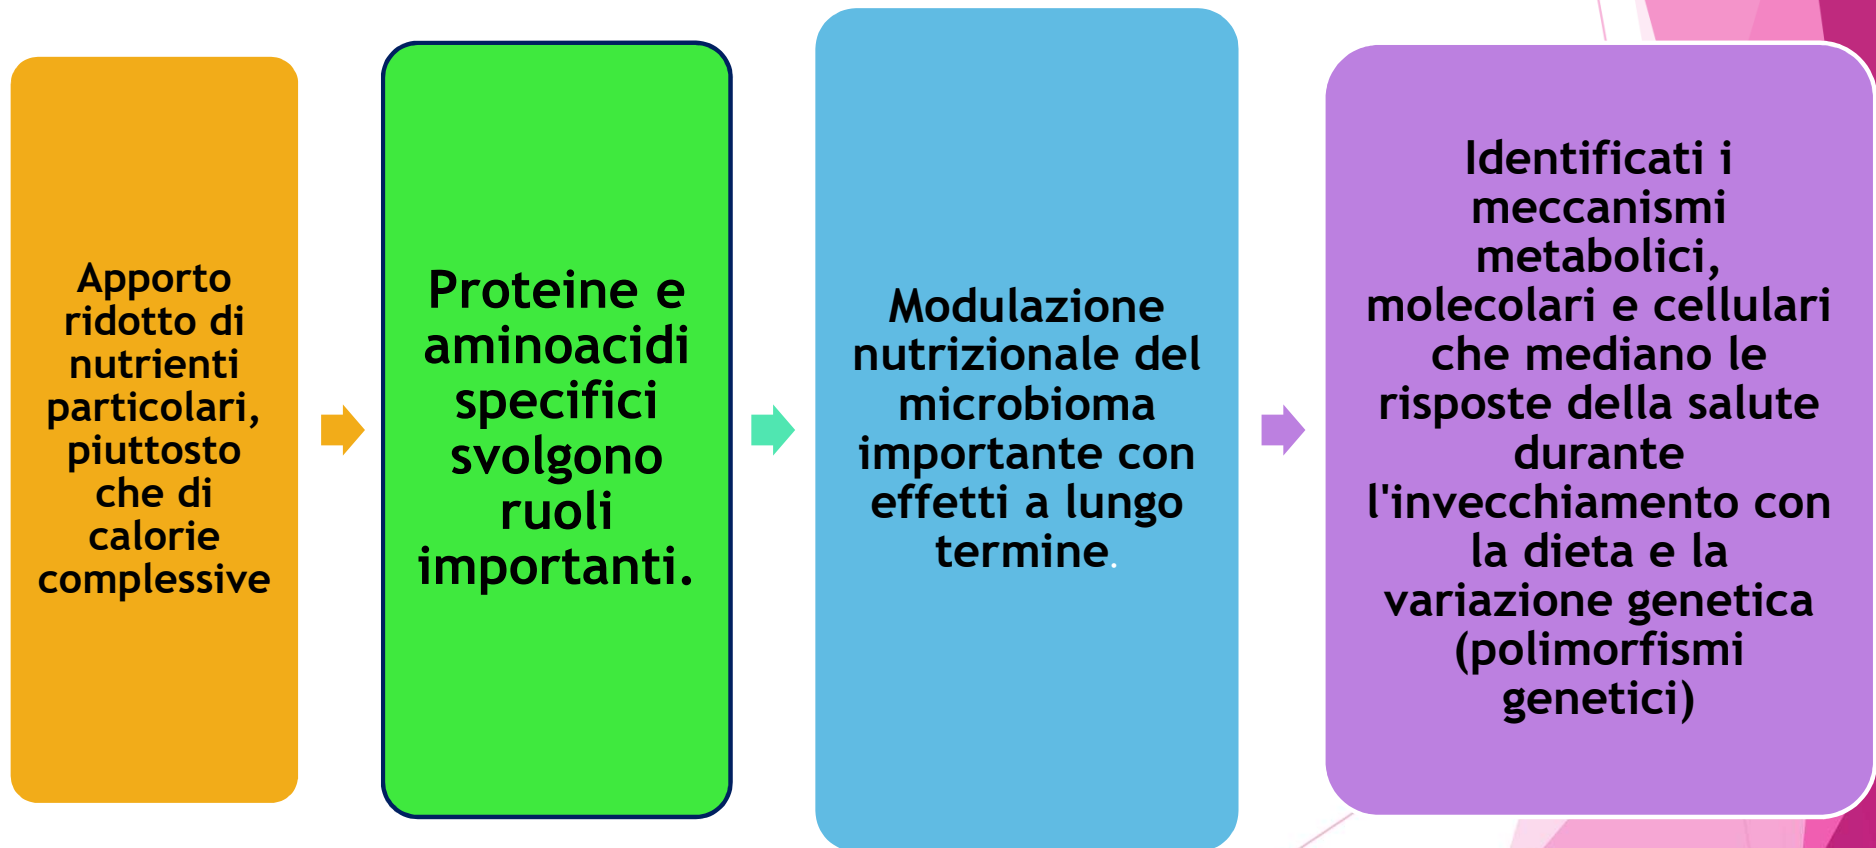 Apporto
ridotto di
nutrienti
particolari,
piuttosto
che di
calorie
complessive
Proteine e
aminoacidi
specifici
svolgono
ruoli
importanti.
Modulazione
nutrizionale del
microbioma
importante con
effetti a lungo
termine.
Identificati i
meccanismi
metabolici,
molecolari e cellulari
che mediano le
risposte della salute
durante
l'invecchiamento con
la dieta e la
variazione genetica
(polimorfismi
genetici)